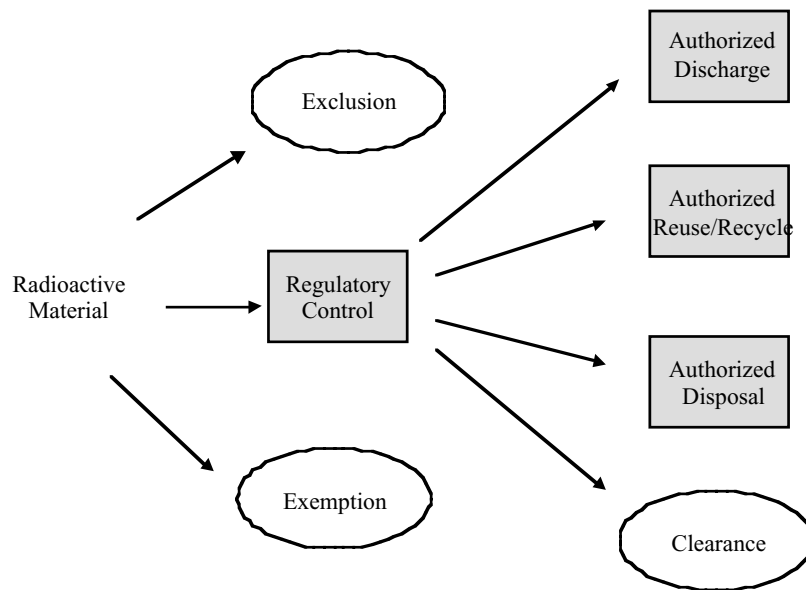 Authorized
Discharge
Exclusion
Authorized
Reuse/Recycle
Radioactive
Material
Regulatory
Control
Authorized
Disposal
Exemption
Clearance